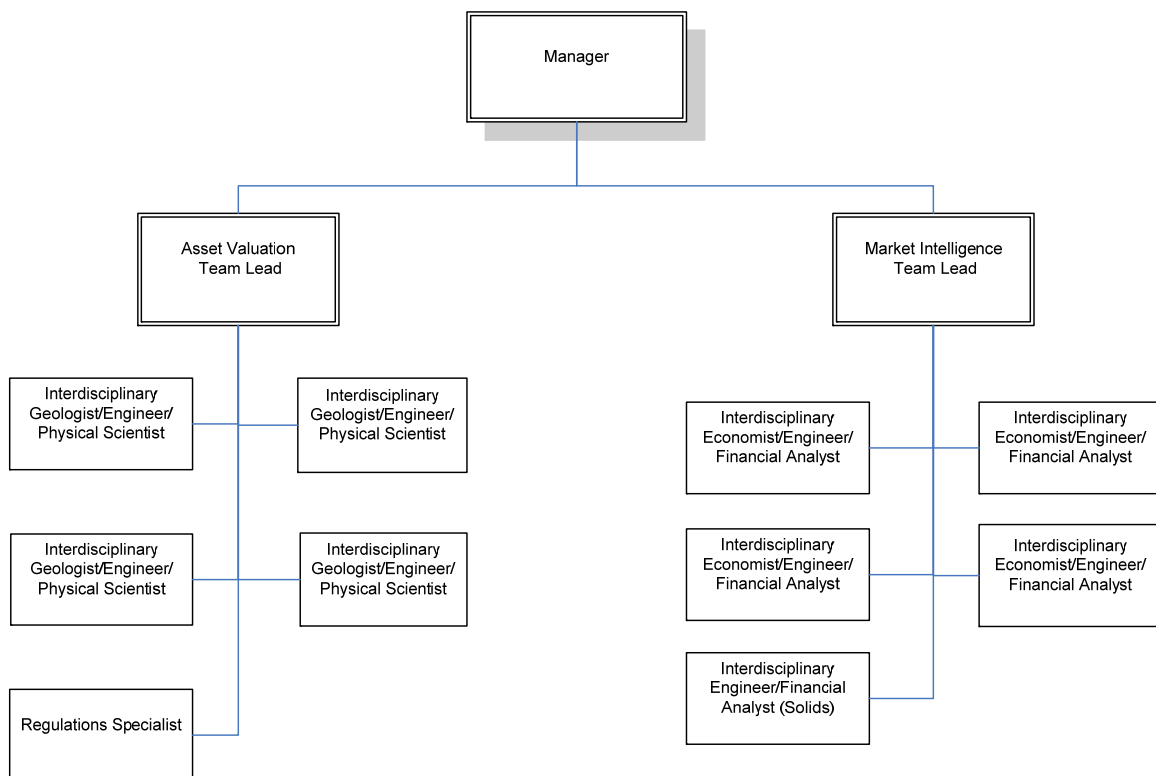 Manager
Asset Valuation
Team Lead
Market Intelligence
Team Lead
Interdisciplinary
Geologist/Engineer/
Physical Scientist
Interdisciplinary
Geologist/Engineer/
Physical Scientist
Interdisciplinary
Economist/Engineer/
Financial Analyst
Interdisciplinary
Economist/Engineer/
Financial Analyst
Interdisciplinary
Geologist/Engineer/
Physical Scientist
Interdisciplinary
Geologist/Engineer/
Physical Scientist
Interdisciplinary
Economist/Engineer/
Financial Analyst
Interdisciplinary
Economist/Engineer/
Financial Analyst
Regulations Specialist
Interdisciplinary
Engineer/Financial
Analyst (Solids)